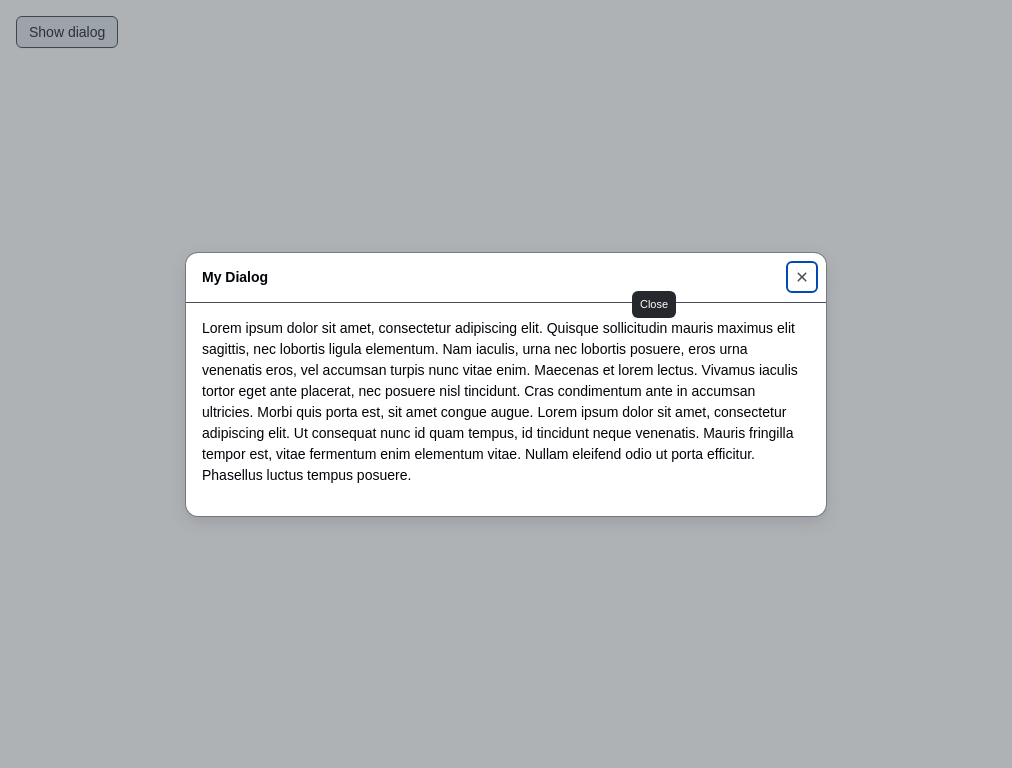 Show dialog
My Dialog
Close
Lorem ipsum dolor sit amet, consectetur adipiscing elit. Quisque sollicitudin mauris maximus elit
sagittis, nec lobortis ligula elementum. Nam iaculis, urna nec lobortis posuere, eros urna
venenatis eros, vel accumsan turpis nunc vitae enim. Maecenas et lorem lectus. Vivamus iaculis
tortor eget ante placerat, nec posuere nisl tincidunt. Cras condimentum ante in accumsan
ultricies. Morbi quis porta est, sit amet congue augue. Lorem ipsum dolor sit amet, consectetur
adipiscing elit. Ut consequat nunc id quam tempus, id tincidunt neque venenatis. Mauris fringilla
tempor est, vitae fermentum enim elementum vitae. Nullam eleifend odio ut porta efficitur.
Phasellus luctus tempus posuere.